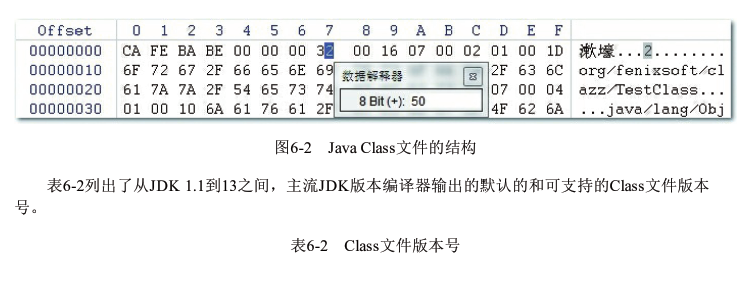 Offset 0 1 2 3 4 5 6 7 8 9 A B C D E F
00000000 CA FE BA BE 00 00 00 32 00 16 07 00 02 01 00 1D 漱壕...2........
00000010 6F 72 67 2F 66 65 6E 69 2F 63 6C org/fenixsoft/cl
00000020 61 7A 7A 2F 54 65 73 74 07 00 04 azz/TestClass...
00000030 01 00 10 6A 61 76 61 2F 4F 62 6A ...java/lang/Obj
数据解释器
8 Bit (+): 50
图6-2 Java Class文件的结构
表6-2列出了从JDK 1.1到13之间，主流JDK版本编译器输出的默认的和可支持的Class文件版本
号。
表6-2 Class文件版本号